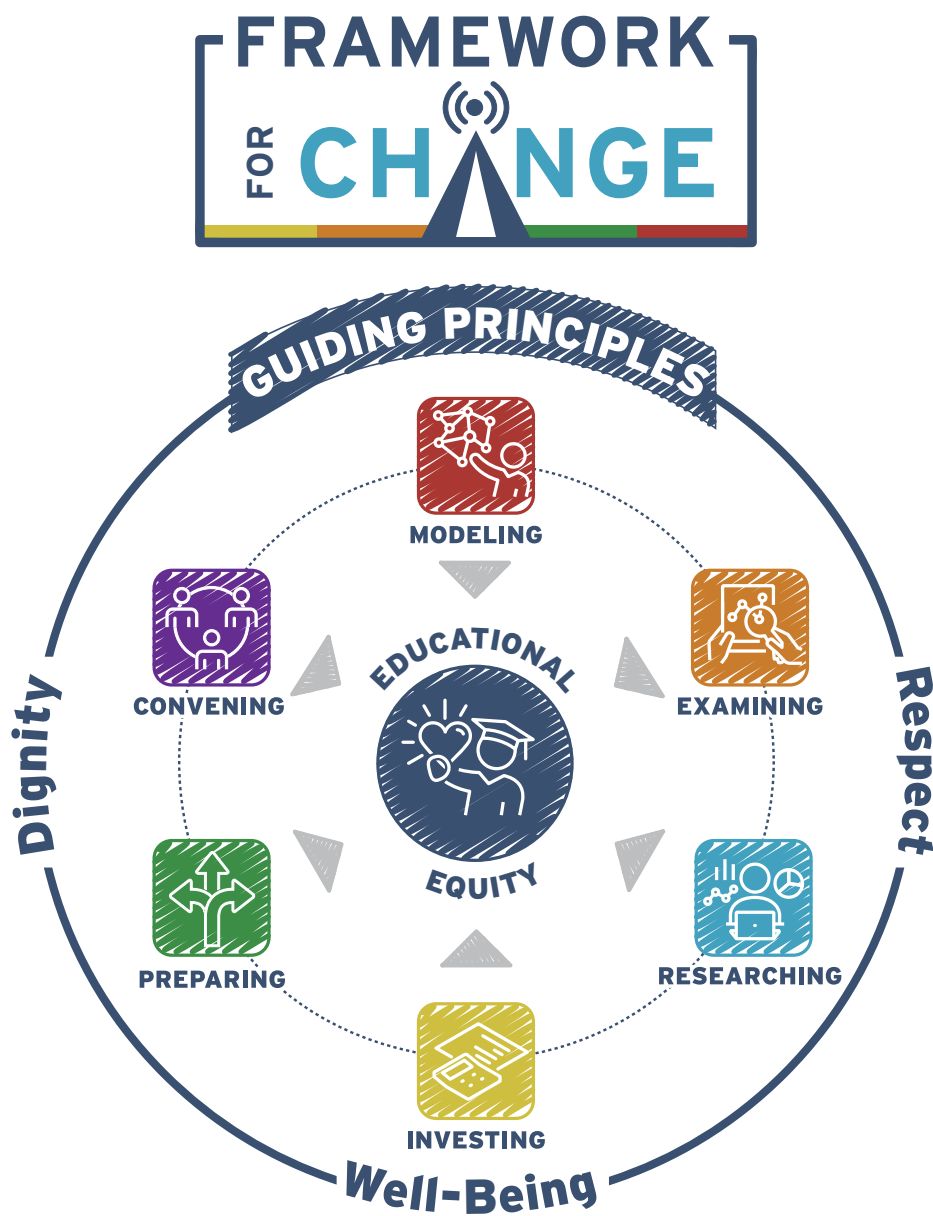 FRAMEWORK
FOR CHANGE
GUIDING PRINCIPLES
MODELING
CONVENING
EXAMINING
EDUCATIONAL
EQUITY
Dignity
Respect
PREPARING
RESEARCHING
INVESTING
Well-Being